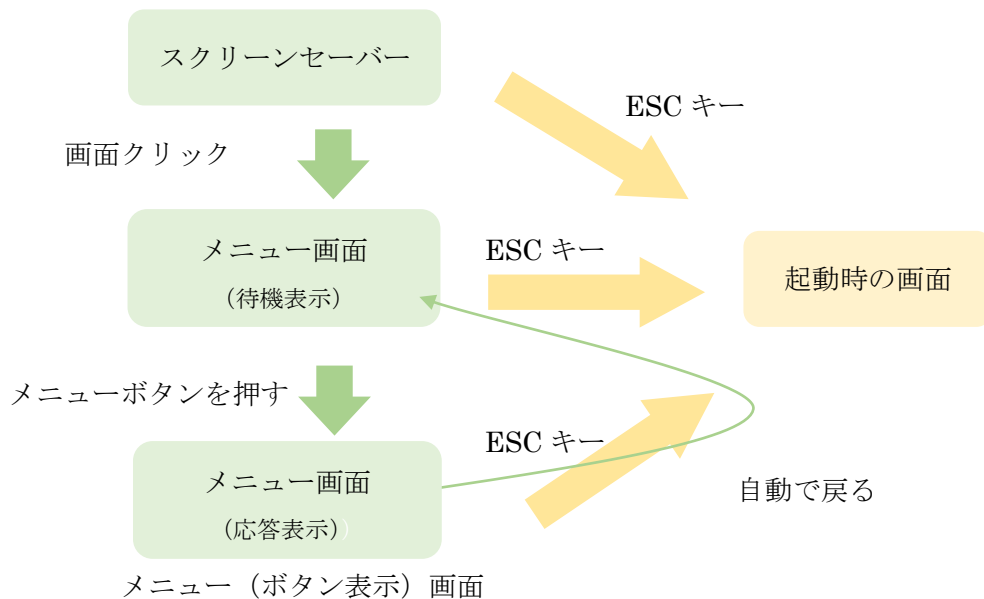 スクリーンセーバー
ESC キー
画面クリック
メニュー画面
（待機表示）
ESC キー
起動時の画面
メニューボタンを押す
ESC キー
メニュー画面
（応答表示）)
自動で戻る
メニュー（ボタン表示）画面